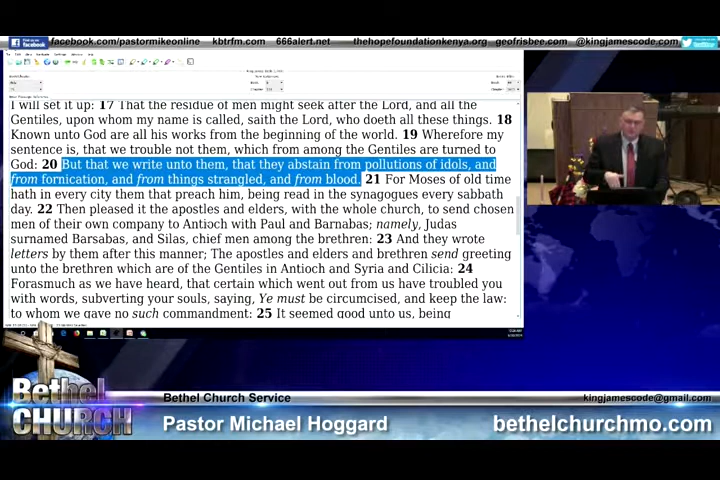 Find us on facebook
facebook.com/pastormikeonline kbtrfm.com 666alert.net thehopefoundationkenya.org geofrisbee.com @kingjamescode.com
I will set it up: 17 That the residue of men might seek after the Lord, and all the
Gentiles, upon whom my name is called, saith the Lord, who doeth all these things. 18
Known unto God are all his works from the beginning of the world. 19 Wherefore my
sentence is, that we trouble not them, which from among the Gentiles are turned to
God: 20 But that we write unto them, that they abstain from pollutions of idols, and
from fornication, and from things strangled, and from blood. 21 For Moses of old time
hath in every city them that preach him, being read in the synagogues every sabbath
day. 22 Then pleased it the apostles and elders, with the whole church, to send chosen
men of their own company to Antioch with Paul and Barnabas; namely, Judas
surnamed Barsabas, and Silas, chief men among the brethren: 23 And they wrote
letters by them after this manner; The apostles and elders and brethren send greeting
unto the brethren which are of the Gentiles in Antioch and Syria and Cilicia: 24
Forasmuch as we have heard, that certain which went out from us have troubled you
with words, subverting your souls, saying, Ye must be circumcised, and keep the law:
to whom we gave no such commandment: 25 It seemed good unto us, being
Bethel
CHURCH
Bethel Church Service kingjamescode@gmail.com
Pastor Michael Hoggard bethelchurchmo.com